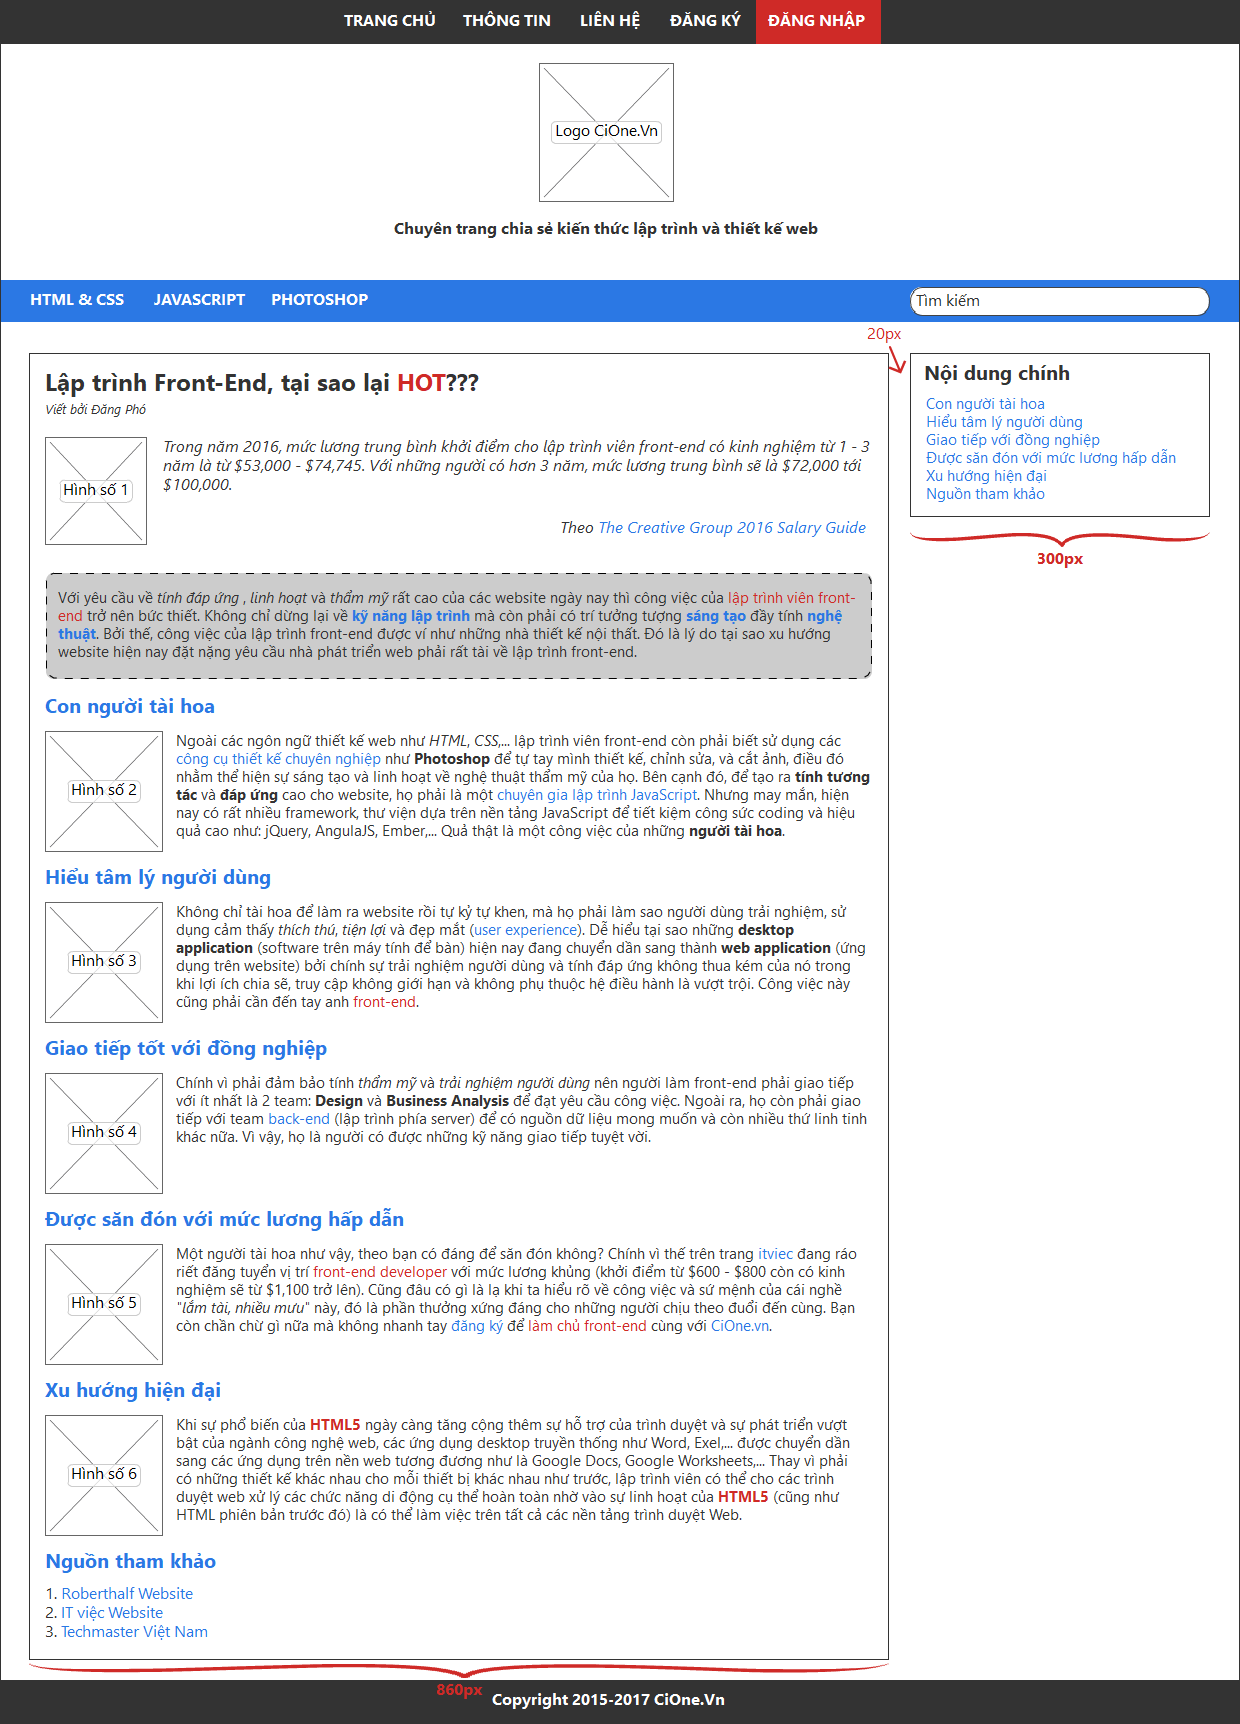 TRANG CHỦ THÔNG TIN LIÊN HỆ ĐĂNG KÝ ĐĂNG NHẬP
Logo CiOne.Vn
Chuyên trang chia sẻ kiến thức lập trình và thiết kế web
HTML & CSS JAVASCRIPT PHOTOSHOP Tìm kiếm
20px
Lập trình Front-End, tại sao lại HOT???
Viết bởi Đăng Phó
Hình số 1
Trong năm 2016, mức lương trung bình khởi điểm cho lập trình viên front-end có kinh nghiệm từ 1 - 3
năm là từ $53,000 - $74,745. Với những người có hơn 3 năm, mức lương trung bình sẽ là $72,000 tới
$100,000.
Theo The Creative Group 2016 Salary Guide
Với yêu cầu về tính đáp ứng , linh hoạt và thẩm mỹ rất cao của các website ngày nay thì công việc của lập trình viên front-
end trở nên bức thiết. Không chỉ dừng lại về kỹ năng lập trình mà còn phải có trí tưởng tượng sáng tạo đầy tính nghệ
thuật. Bởi thế, công việc của lập trình front-end được ví như những nhà thiết kế nội thất. Đó là lý do tại sao xu hướng
website hiện nay đặt nặng yêu cầu nhà phát triển web phải rất tài về lập trình front-end.
Con người tài hoa
Hình số 2
Ngoài các ngôn ngữ thiết kế web như HTML, CSS,... lập trình viên front-end còn phải biết sử dụng các
công cụ thiết kế chuyên nghiệp như Photoshop để tự tay mình thiết kế, chỉnh sửa, và cắt ảnh, điều đó
nhằm thể hiện sự sáng tạo và linh hoạt về nghệ thuật thẩm mỹ của họ. Bên cạnh đó, để tạo ra tính tương
tác và đáp ứng cao cho website, họ phải là một chuyên gia lập trình JavaScript. Nhưng may mắn, hiện
nay có rất nhiều framework, thư viện dựa trên nền tảng JavaScript để tiết kiệm công sức coding và hiệu
quả cao như: jQuery, AngulaJS, Ember,... Quả thật là một công việc của những người tài hoa.
Hiểu tâm lý người dùng
Hình số 3
Không chỉ tài hoa để làm ra website rồi tự kỷ tự khen, mà họ phải làm sao người dùng trải nghiệm, sử
dụng cảm thấy thích thú, tiện lợi và đẹp mắt (user experience). Dễ hiểu tại sao những desktop
application (software trên máy tính để bàn) hiện nay đang chuyển dần sang thành web application (ứng
dụng trên website) bởi chính sự trải nghiệm người dùng và tính đáp ứng không thua kém của nó trong
khi lợi ích chia sẽ, truy cập không giới hạn và không phụ thuộc hệ điều hành là vượt trội. Công việc này
cũng phải cần đến tay anh front-end.
Giao tiếp tốt với đồng nghiệp
Hình số 4
Chính vì phải đảm bảo tính thẩm mỹ và trải nghiệm người dùng nên người làm front-end phải giao tiếp
với ít nhất là 2 team: Design và Business Analysis để đạt yêu cầu công việc. Ngoài ra, họ còn phải giao
tiếp với team back-end (lập trình phía server) để có nguồn dữ liệu mong muốn và còn nhiều thứ linh tinh
khác nữa. Vì vậy, họ là người có được những kỹ năng giao tiếp tuyệt vời.
Được săn đón với mức lương hấp dẫn
Hình số 5
Một người tài hoa như vậy, theo bạn có đáng để săn đón không? Chính vì thế trên trang itviec đang ráo
riết đăng tuyển vị trí front-end developer với mức lương khủng (khởi điểm từ $600 - $800 còn có kinh
nghiệm sẽ từ $1,100 trở lên). Cũng đâu có gì là lạ khi ta hiểu rõ về công việc và sứ mệnh của cái nghề
"lắm tài, nhiều mưu" này, đó là phần thưởng xứng đáng cho những người chịu theo đuổi đến cùng. Bạn
còn chần chừ gì nữa mà không nhanh tay đăng ký để làm chủ front-end cùng với CiOne.vn.
Xu hướng hiện đại
Hình số 6
Khi sự phổ biến của HTML5 ngày càng tăng cộng thêm sự hỗ trợ của trình duyệt và sự phát triển vượt
bật của ngành công nghệ web, các ứng dụng desktop truyền thống như Word, Exel,... được chuyển dần
sang các ứng dụng trên nền web tương đương như là Google Docs, Google Worksheets,... Thay vì phải
có những thiết kế khác nhau cho mỗi thiết bị khác nhau như trước, lập trình viên có thể cho các trình
duyệt web xử lý các chức năng di động cụ thể hoàn toàn nhờ vào sự linh hoạt của HTML5 (cũng như
HTML phiên bản trước đó) là có thể làm việc trên tất cả các nền tảng trình duyệt Web.
Nguồn tham khảo
1. Roberthalf Website
2. IT việc Website
3. Techmaster Việt Nam
Nội dung chính
Con người tài hoa
Hiểu tâm lý người dùng
Giao tiếp với đồng nghiệp
Được săn đón với mức lương hấp dẫn
Xu hướng hiện đại
Nguồn tham khảo
300px
860px
Copyright 2015-2017 CiOne.Vn